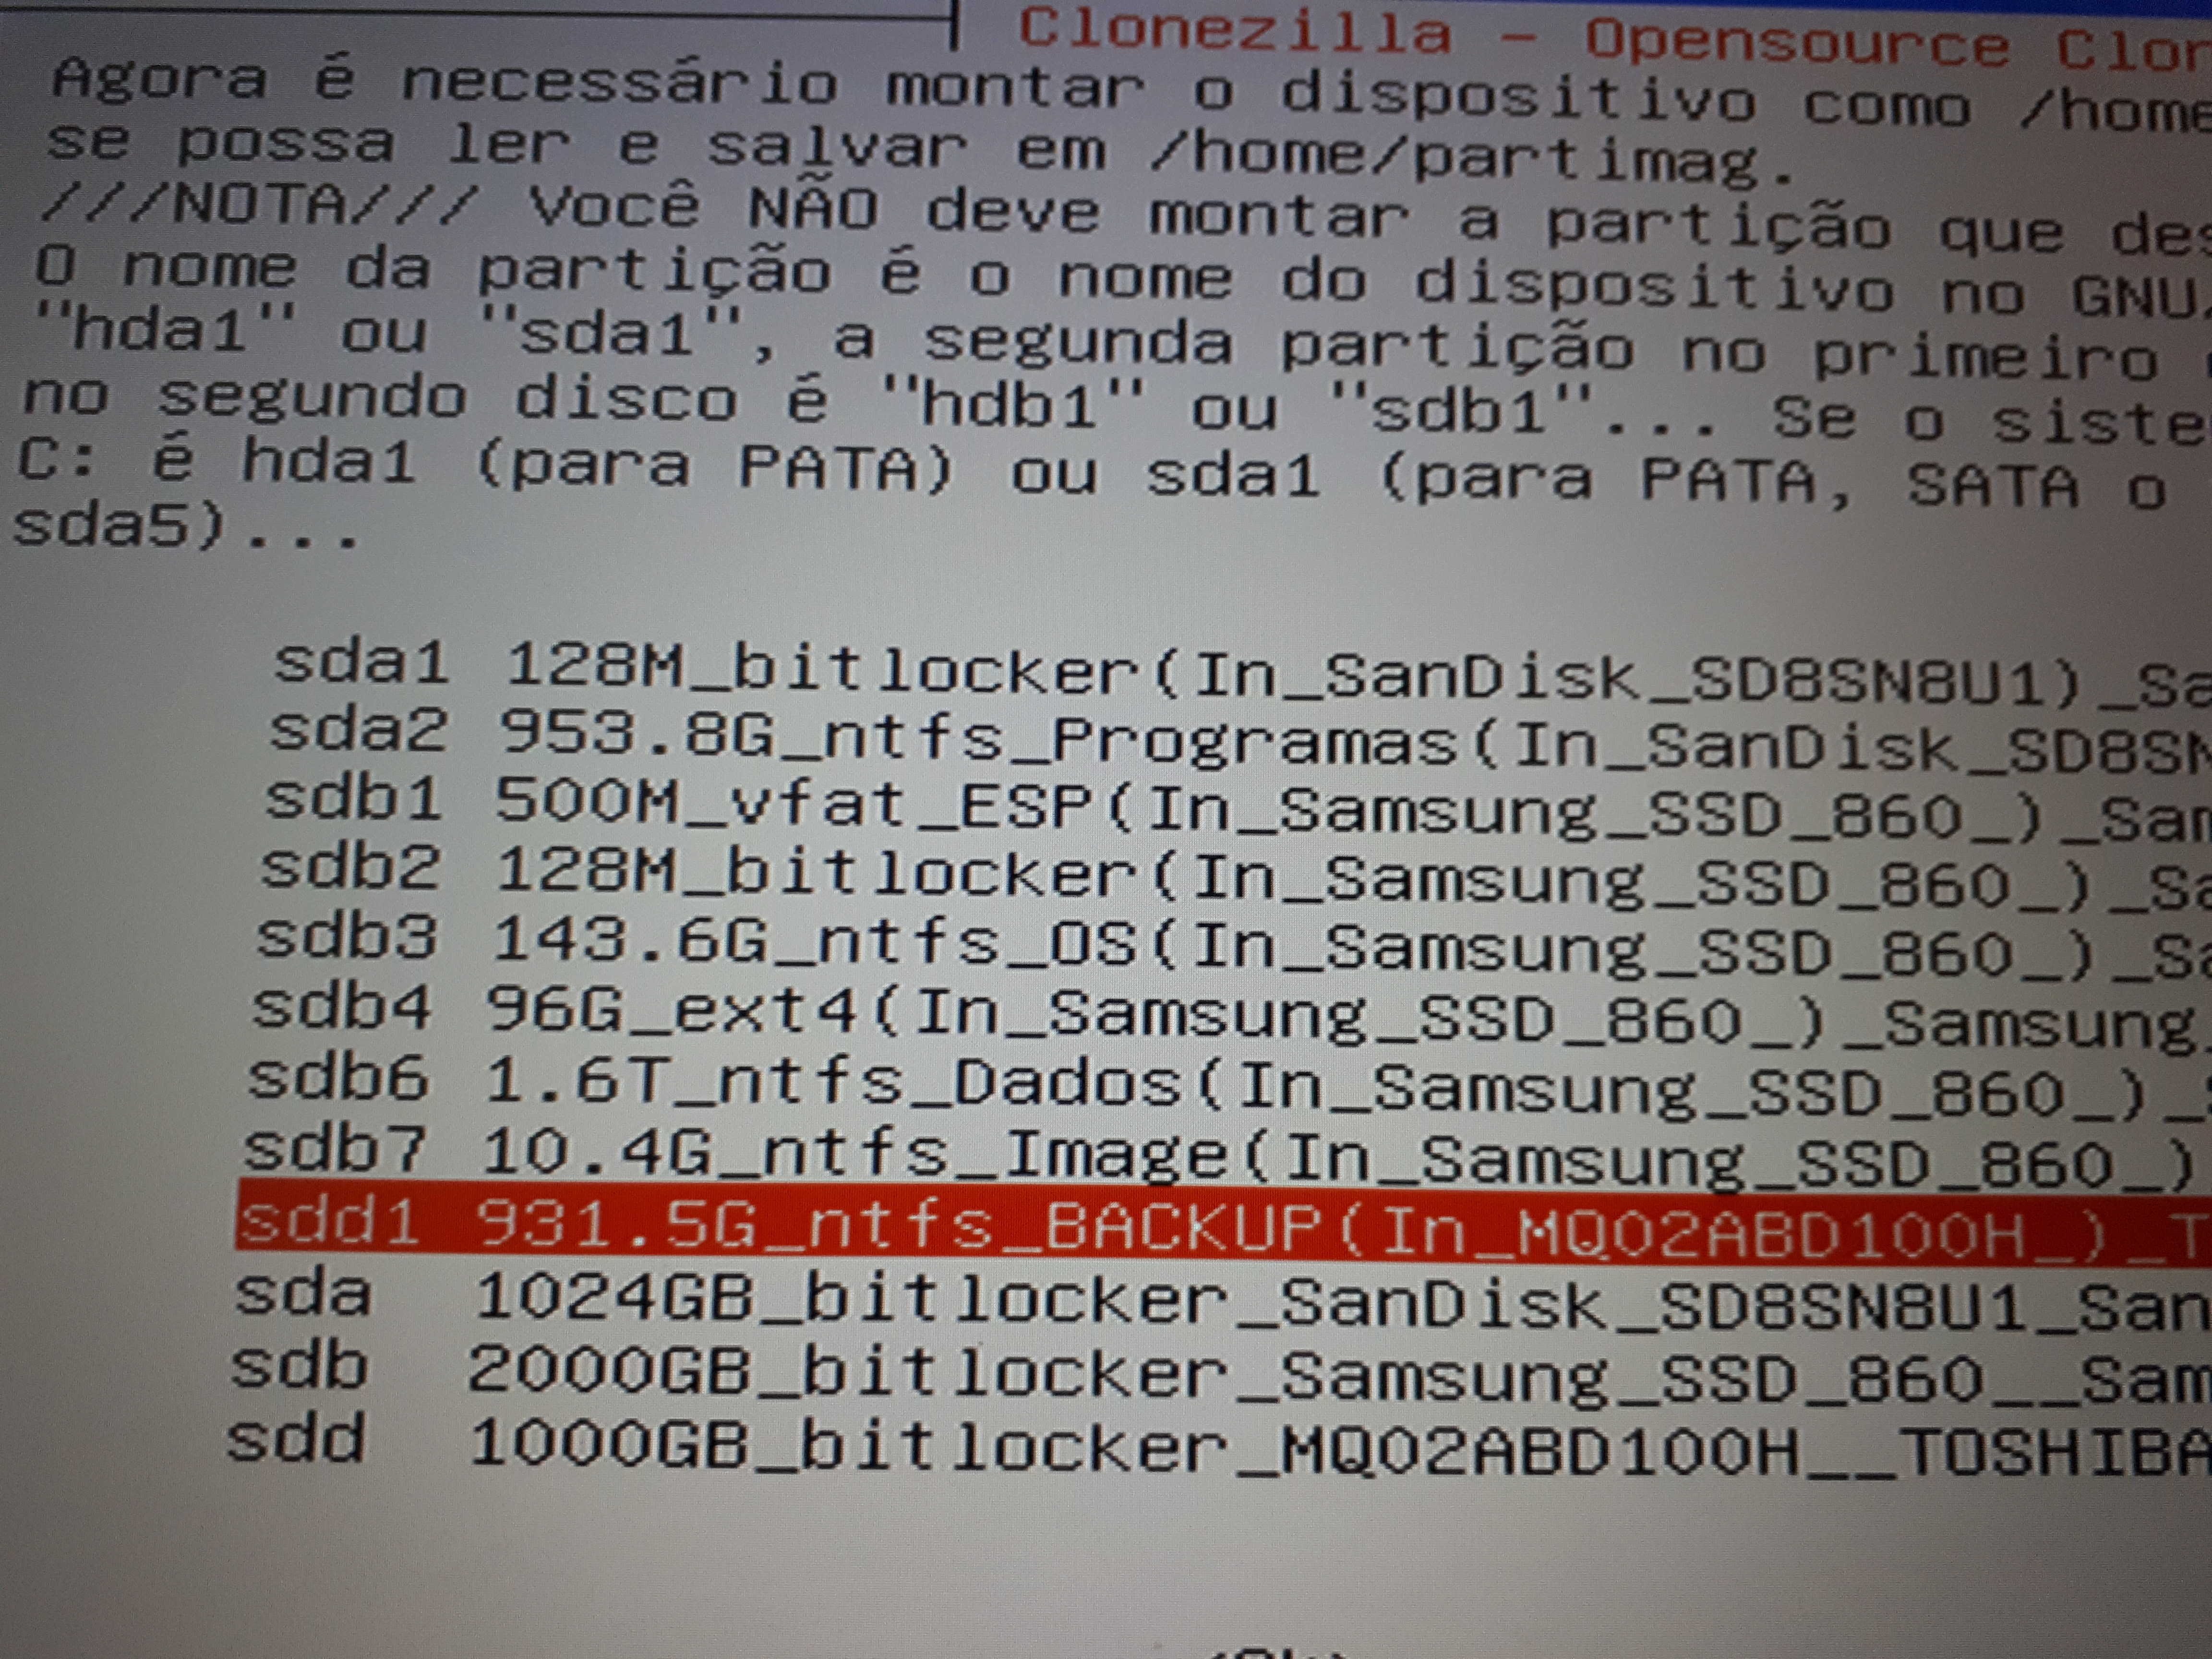 Clonezilla - Opensource Clon
Agora é necessário montar o dispositivo como /home
se possa ler e salvar em /home/partimag.
///NOTA/// Você NÃO deve montar a partição que des
O nome da partição é o nome do dispositivo no GNU/
"hda1" ou "sda1", a segunda partição no primeiro
no segundo disco é "hdb1" ou "sdb1"... Se o siste
C: é hda1 (para PATA) ou sda1 (para PATA, SATA o
sda5)...
sda1 128M_bitlocker(In_SanDisk_SD8SN8U1)_Sa
sda2 953.8G_ntfs_Programas(In_SanDisk_SD8SN
sdb1 500M_vfat_ESP(In_Samsung_SSD_860_)_Sam
sdb2 128M_bitlocker(In_Samsung_SSD_860_)_Sa
sdb3 143.6G_ntfs_OS(In_Samsung_SSD_860_)_Sa
sdb4 96G_ext4(In_Samsung_SSD_860_)_Samsung_
sdb6 1.6T_ntfs_Dados(In_Samsung_SSD_860_)_S
sdb7 10.4G_ntfs_Image(In_Samsung_SSD_860_)
sdd1 931.5G_ntfs_BACKUP(In_MQ02ABD100H_)_T
sda 1024GB_bitlocker_SanDisk_SD8SN8U1_San
sdb 2000GB_bitlocker_Samsung_SSD_860__Sam
sdd 1000GB_bitlocker_MQ02ABD100H__TOSHIBA